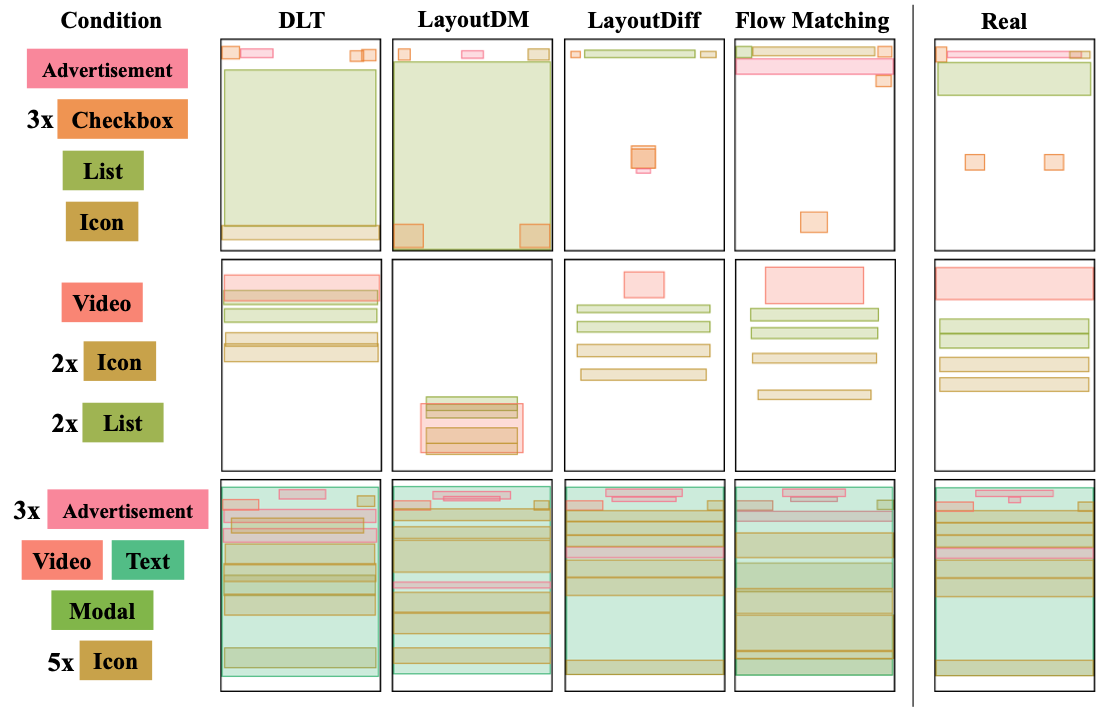 Condition DLT LayoutDM LayoutDiff Flow Matching Real
Advertisement
3x Checkbox
List
Icon
Video
2x Icon
2x List
3x Advertisement
Video Text
Modal
5x Icon